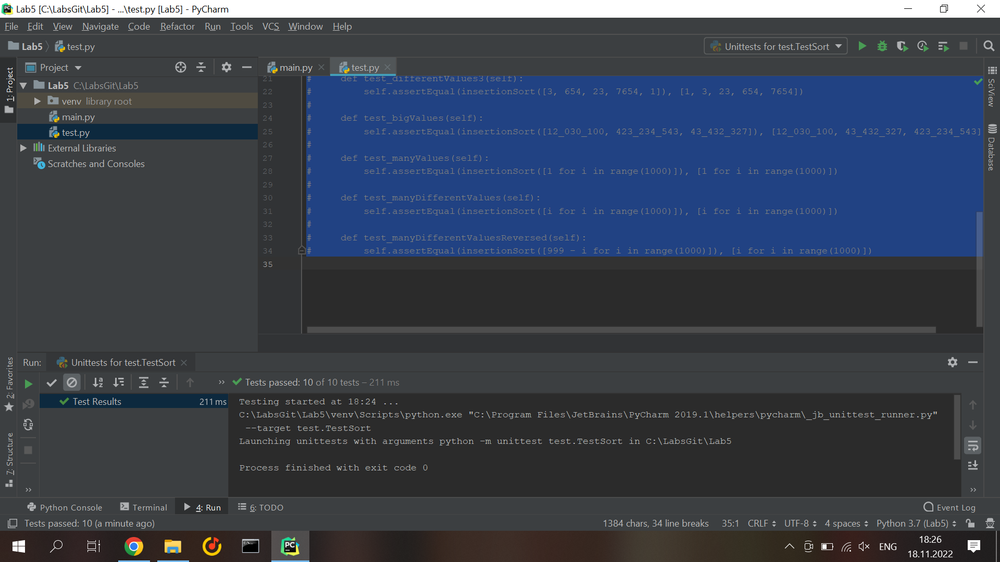 Lab5 [C:\LabsGit\Lab5] - ...\test.py [Lab5] - PyCharm
File Edit View Navigate Code Refactor Run Tools VCS Window Help
Lab5 test.py
Unittests for test.TestSort
Project
main.py
test.py
1: Project
Lab5 C:\LabsGit\Lab5
venv library root
main.py
test.py
External Libraries
Scratches and Consoles
21 #     def test_differentValues3(self):
22 #         self.assertEqual(insertionSort([3, 654, 23, 7654, 1]), [1, 3, 23, 654, 7654])
23 #
24 #     def test_bigValues(self):
25 #         self.assertEqual(insertionSort([12_030_100, 423_234_543, 43_432_327]), [12_030_100, 43_432_327, 423_234_543]
26 #
27 #     def test_manyValues(self):
28 #         self.assertEqual(insertionSort([1 for i in range(1000)]), [1 for i in range(1000)])
29 #
30 #     def test_manyDifferentValues(self):
31 #         self.assertEqual(insertionSort([i for i in range(1000)]), [i for i in range(1000)])
32 #
33 #     def test_manyDifferentValuesReversed(self):
34 #         self.assertEqual(insertionSort([999 - i for i in range(1000)]), [i for i in range(1000)])
35
SciView
Database
2: Favorites
7: Structure
Run: Unittests for test.TestSort
Tests passed: 10 of 10 tests – 211 ms
Test Results 211 ms
Testing started at 18:24 ...
C:\LabsGit\Lab5\venv\Scripts\python.exe "C:\Program Files\JetBrains\PyCharm 2019.1\helpers\pycharm\_jb_unittest_runner.py"
--target test.TestSort
Launching unittests with arguments python -m unittest test.TestSort in C:\LabsGit\Lab5
Process finished with exit code 0
Python Console Terminal 4: Run 6: TODO Event Log
Tests passed: 10 (a minute ago) 1384 chars, 34 line breaks 35:1 CRLF UTF-8 4 spaces Python 3.7 (Lab5)
PC
ENG
18:26
18.11.2022